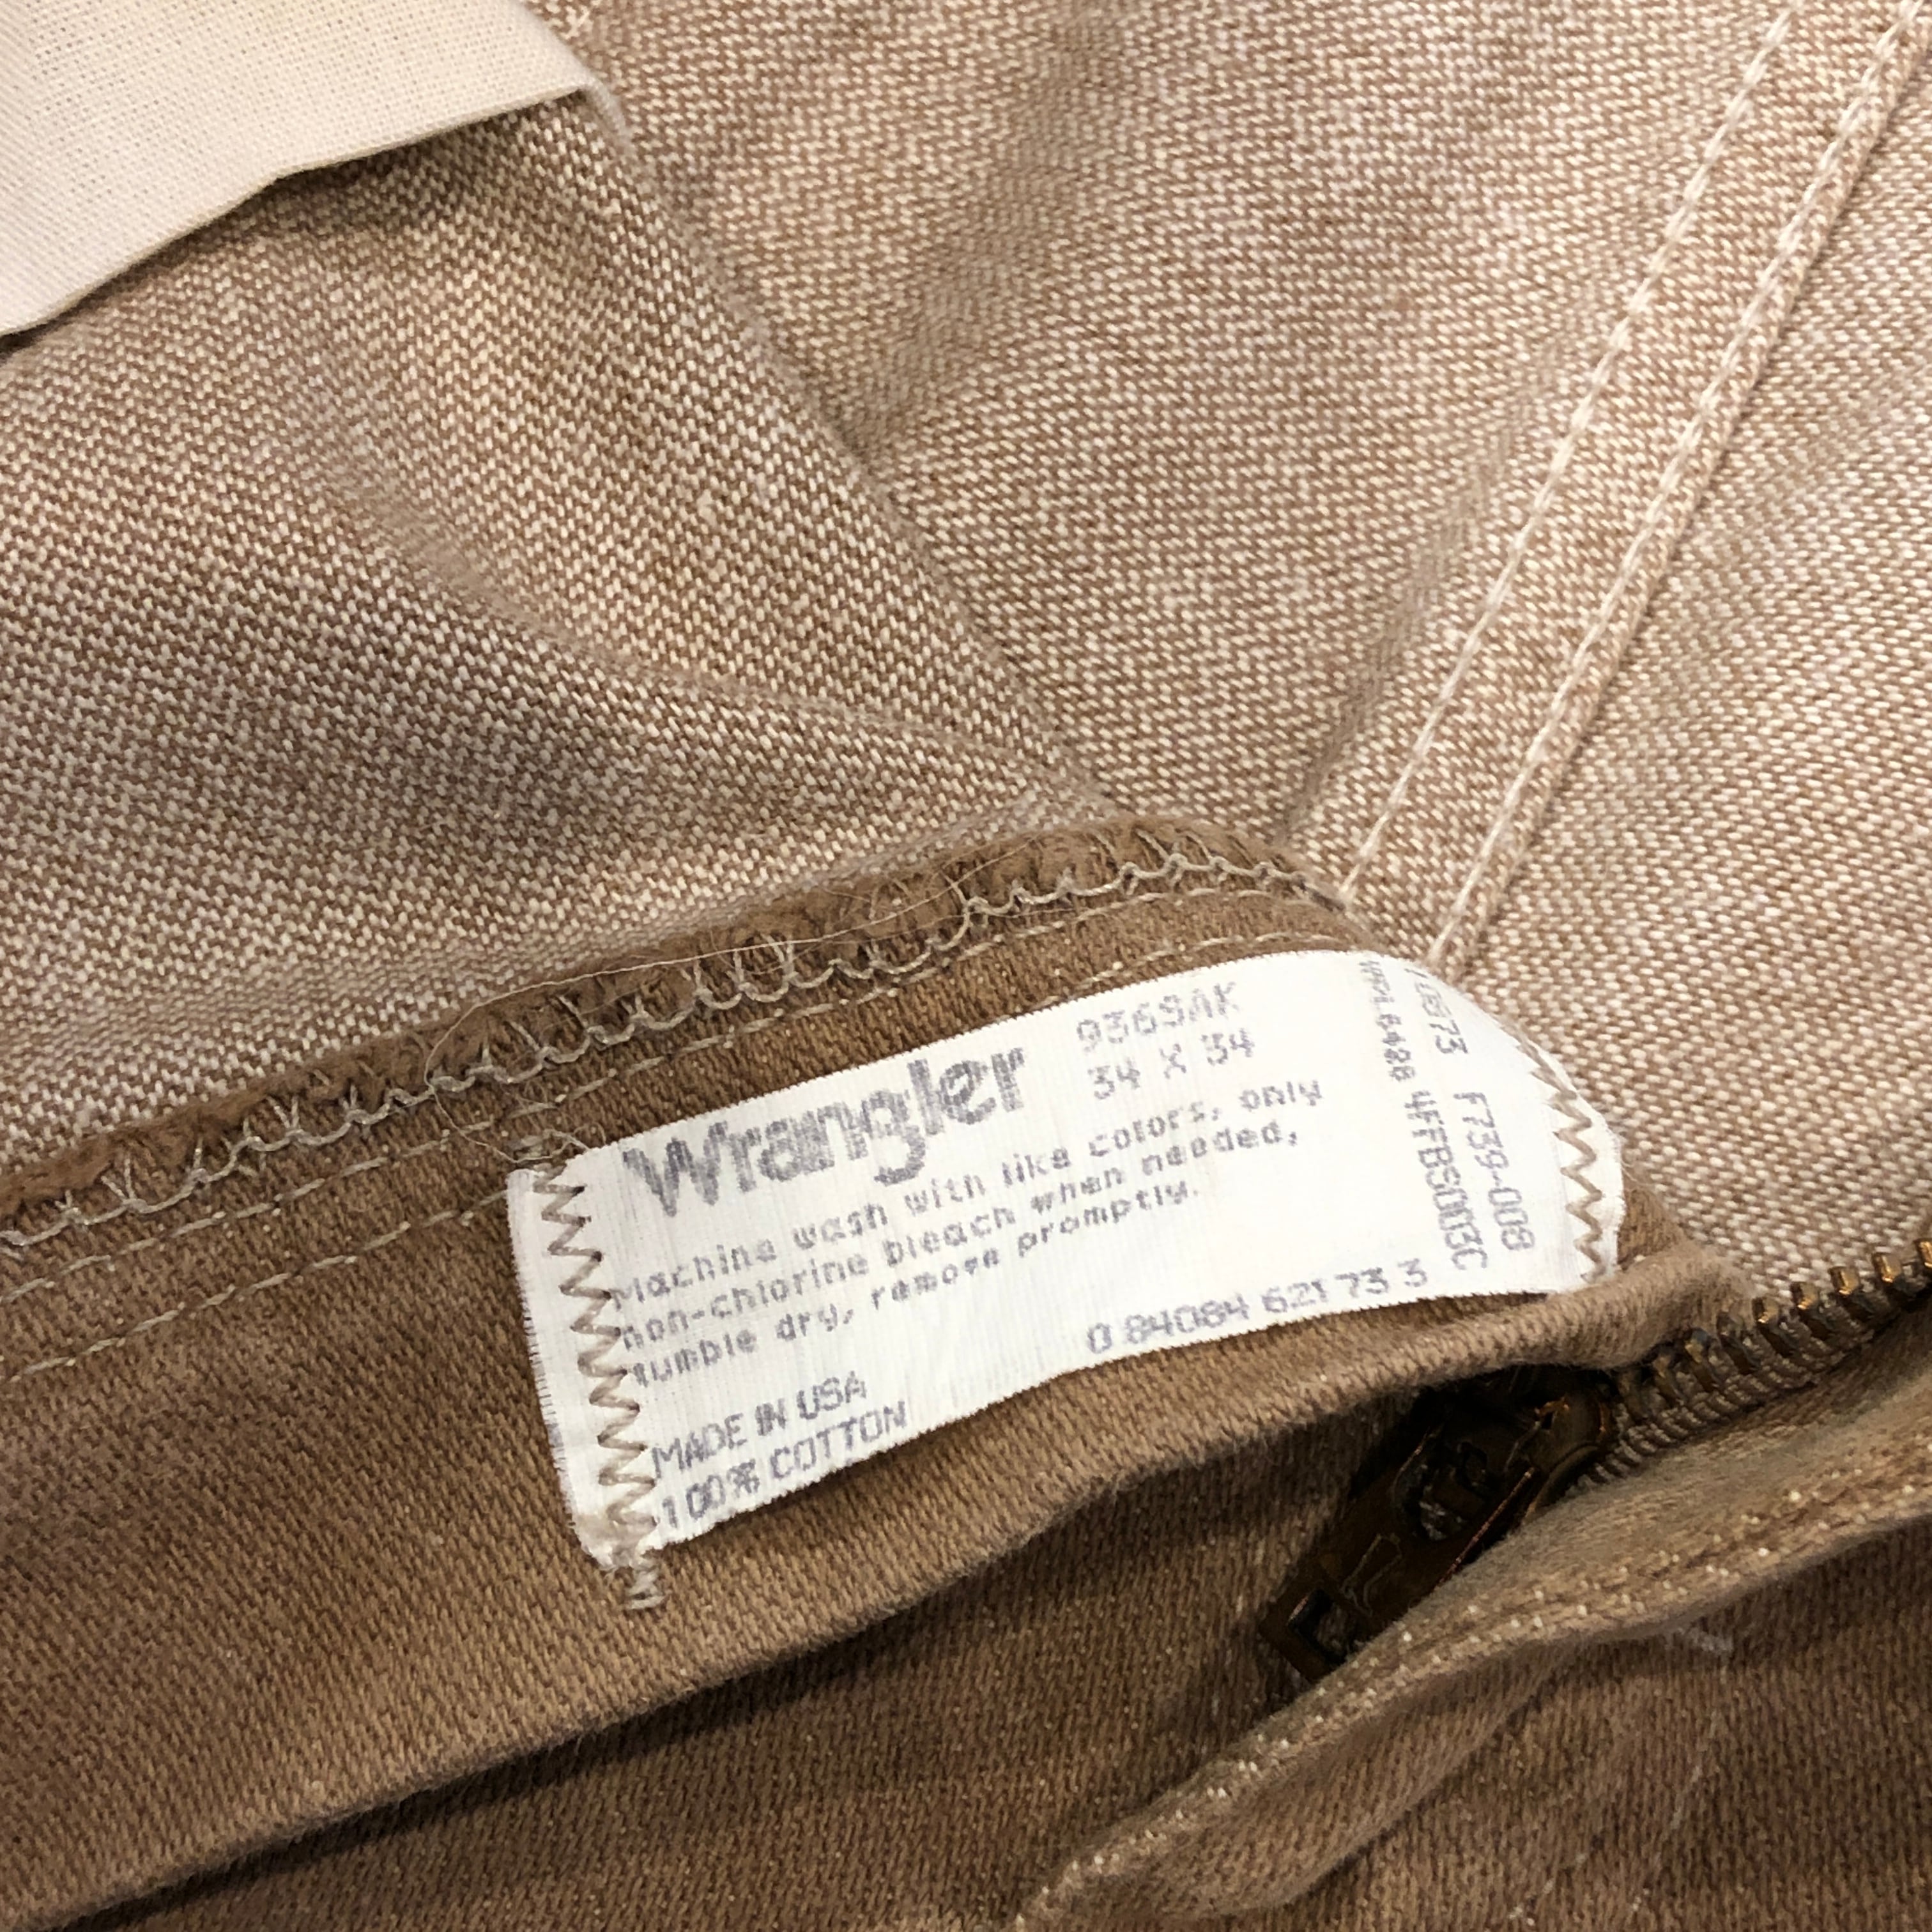 Wrangler
936SAK
34 X 34
Machine wash with like colors, only
non-chlorine bleach when needed,
tumble dry, remove promptly.
0 84084 62173 3
MADE IN USA
100% COTTON
F739-008
4FFBS003C